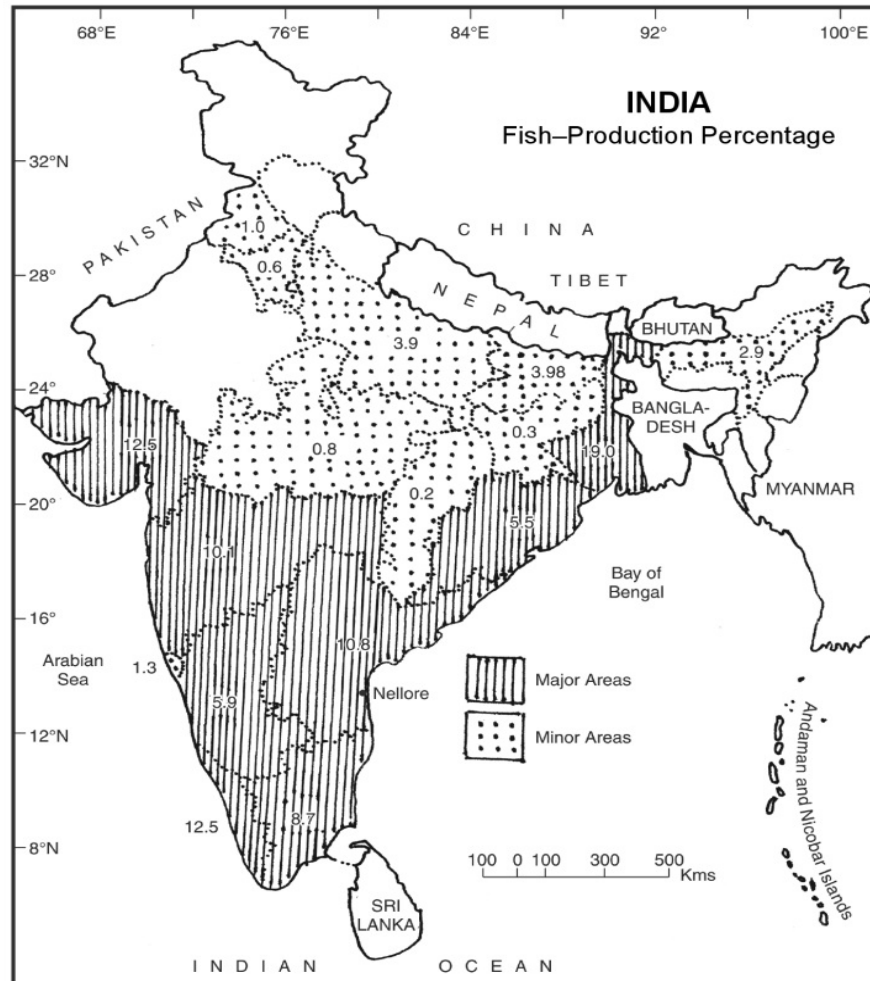 68°E 76°E 84°E 92° 100°E
INDIA
Fish–Production Percentage
32°N
PAKISTAN
1.0
CHINA
28°
0.6
TIBET
NEPAL
BHUTAN
3.9
2.9
3.98
24°
BANGLA-
DESH
12.5
0.8
0.3
19.0
MYANMAR
20°
0.2
5.5
10.1
Bay of
Bengal
16°
10.8
Arabian
Sea
1.3
Major Areas
5.9
Nellore
12°N
Minor Areas
Andaman and Nicobar Islands
12.5
8.7
8°N
100 0 100 300 500
Kms
SRI
LANKA
INDIAN OCEAN